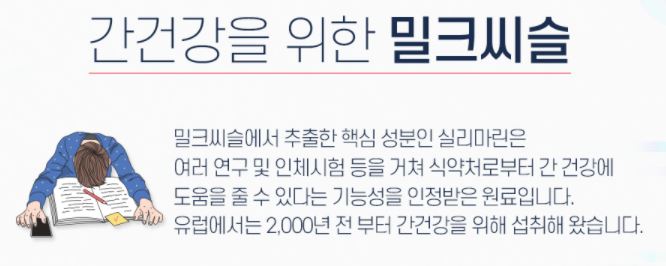 간건강을 위한 밀크씨슬
밀크씨슬에서 추출한 핵심 성분인 실리마린은
여러 연구 및 인체시험 등을 거쳐 식약처로부터 간 건강에
도움을 줄 수 있다는 기능성을 인정받은 원료입니다.
유럽에서는 2,000년 전 부터 간건강을 위해 섭취해 왔습니다.